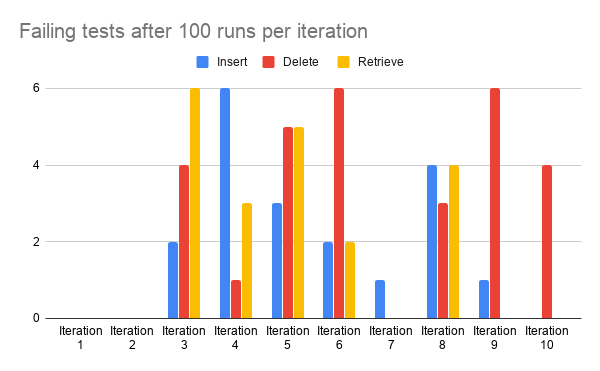 Failing tests after 100 runs per iteration
Insert Delete Retrieve
6
4
2
0
Iteration 1
Iteration 2
Iteration 3
Iteration 4
Iteration 5
Iteration 6
Iteration 7
Iteration 8
Iteration 9
Iteration 10